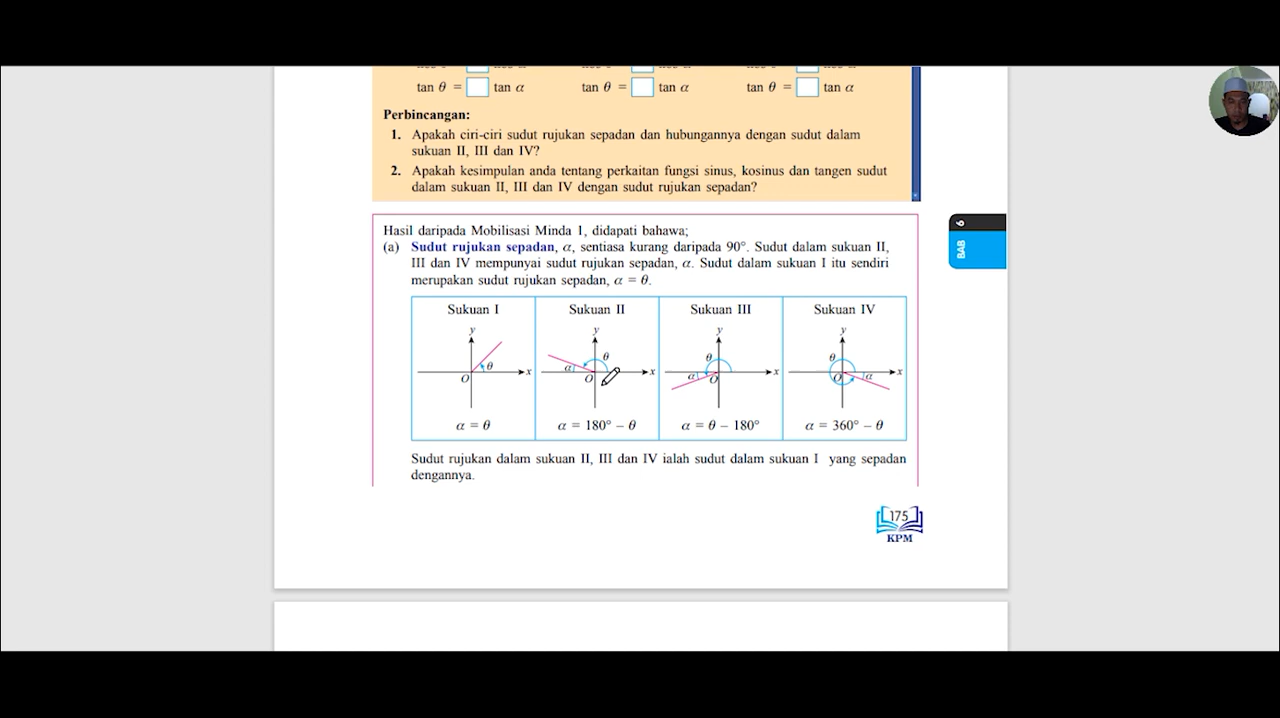 tan θ = tan α tan θ = tan α tan θ = tan α
Perbincangan:
1. Apakah ciri-ciri sudut rujukan sepadan dan hubungannya dengan sudut dalam
sukuan II, III dan IV?
2. Apakah kesimpulan anda tentang perkaitan fungsi sinus, kosinus dan tangen sudut
dalam sukuan II, III dan IV dengan sudut rujukan sepadan?
Hasil daripada Mobilisasi Minda 1, didapati bahawa;
(a) Sudut rujukan sepadan, α, sentiasa kurang daripada 90°. Sudut dalam sukuan II,
III dan IV mempunyai sudut rujukan sepadan, α. Sudut dalam sukuan I itu sendiri
merupakan sudut rujukan sepadan, α = θ.
Sukuan I Sukuan II Sukuan III Sukuan IV
y y y y
θ θ θ θ
α α α
x x x x
O O O O
α = θ α = 180° – θ α = θ – 180° α = 360° – θ
Sudut rujukan dalam sukuan II, III dan IV ialah sudut dalam sukuan I yang sepadan
dengannya.
BAB 6
175
KPM